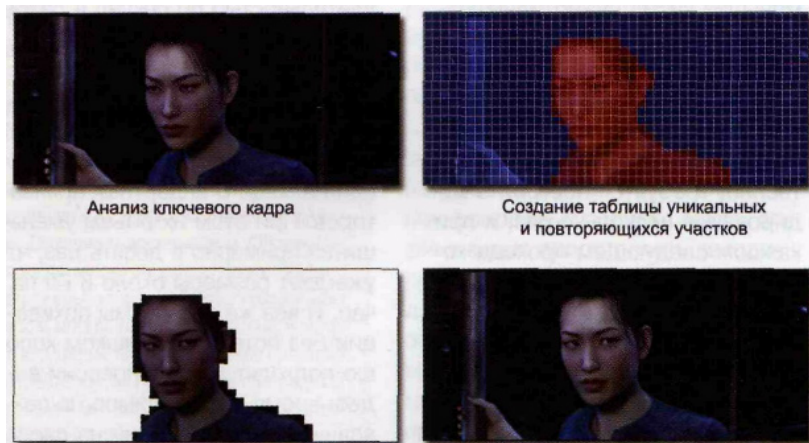 Анализ ключевого кадра
Создание таблицы уникальных
и повторяющихся участков